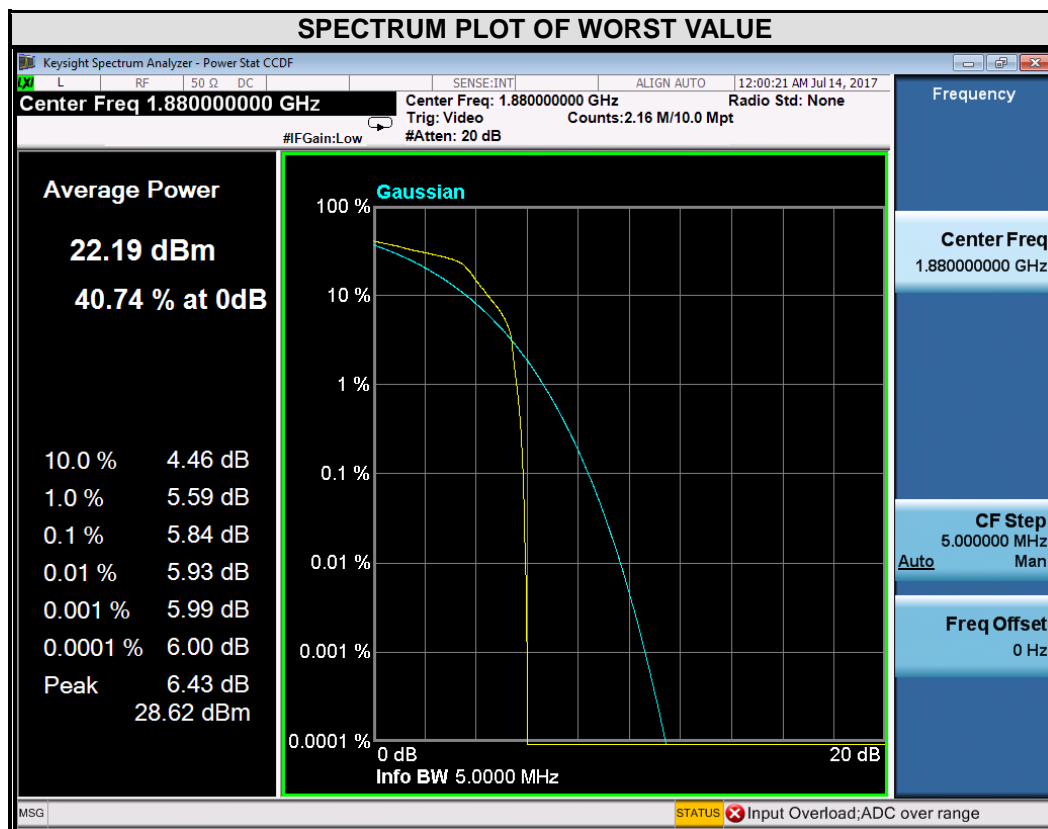 SPECTRUM PLOT OF WORST VALUE
Keysight Spectrum Analyzer - Power Stat CCDF
LXI L RF 50 Ω DC SENSE:INT ALIGN AUTO 12:00:21 AM Jul 14, 2017
Center Freq 1.880000000 GHz
Center Freq: 1.880000000 GHz Radio Std: None
Trig: Video Counts:2.16 M/10.0 Mpt
#IFGain:Low #Atten: 20 dB
Frequency
Average Power
22.19 dBm
40.74 % at 0dB
10.0 % 4.46 dB
1.0 % 5.59 dB
0.1 % 5.84 dB
0.01 % 5.93 dB
0.001 % 5.99 dB
0.0001 % 6.00 dB
Peak 6.43 dB
28.62 dBm
Gaussian
100 %
10 %
1 %
0.1 %
0.01 %
0.001 %
0.0001 %
0 dB 20 dB
Info BW 5.0000 MHz
Center Freq
1.880000000 GHz
CF Step
5.000000 MHz
Auto Man
Freq Offset
0 Hz
MSG STATUS Input Overload;ADC over range